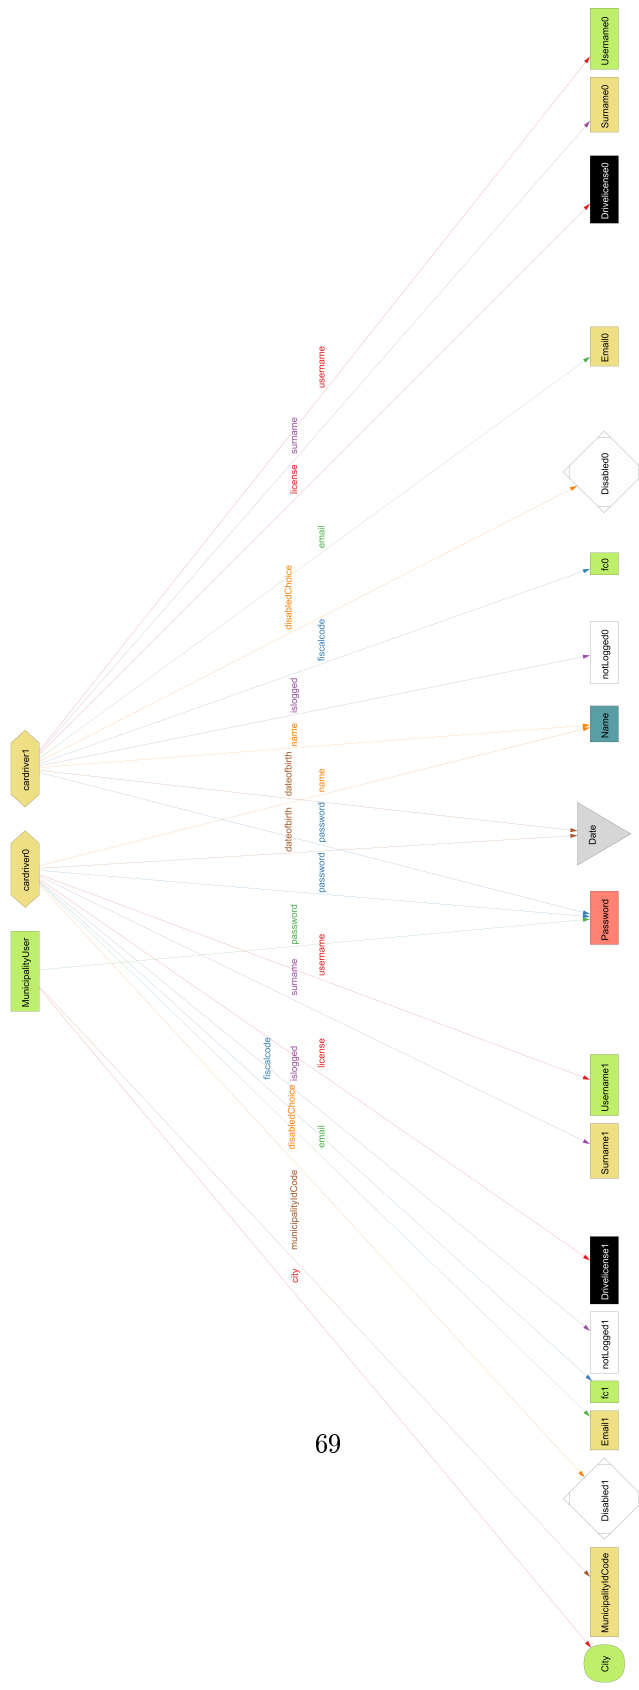 cardriver1
cardriver0
MunicipalityUser
username
surname
license
email
disabledChoice
fiscalcode
islogged
name
dateofbirth
name
password
dateofbirth
password
password
username
surname
license
fiscalcode
islogged
disabledChoice
email
municipalityIdCode
city
Username0
Surname0
Drivelicense0
Email0
Disabled0
fc0
notLogged0
Name
Date
Password
Username1
Surname1
Drivelicense1
notLogged1
fc1
Email1
Disabled1
MunicipalityIdCode
City
69